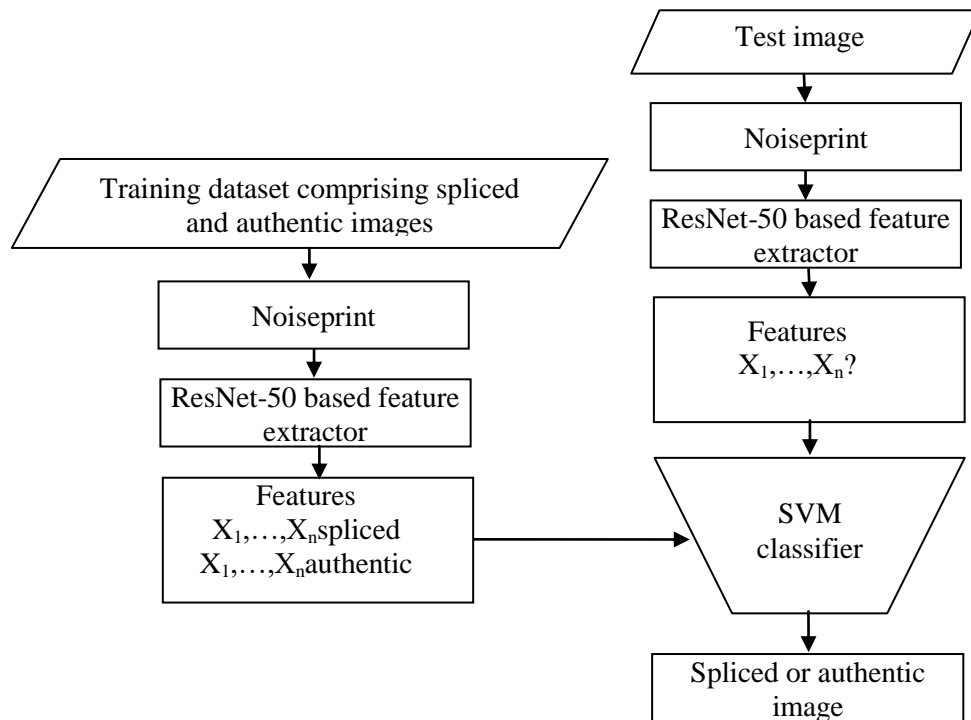 Training dataset comprising spliced
and authentic images
Noiseprint
ResNet-50 based feature
extractor
Features
X₁,…,Xₙspliced
X₁,…,Xₙauthentic
Test image
Noiseprint
ResNet-50 based feature
extractor
Features
X₁,…,Xₙ?
SVM
classifier
Spliced or authentic
image